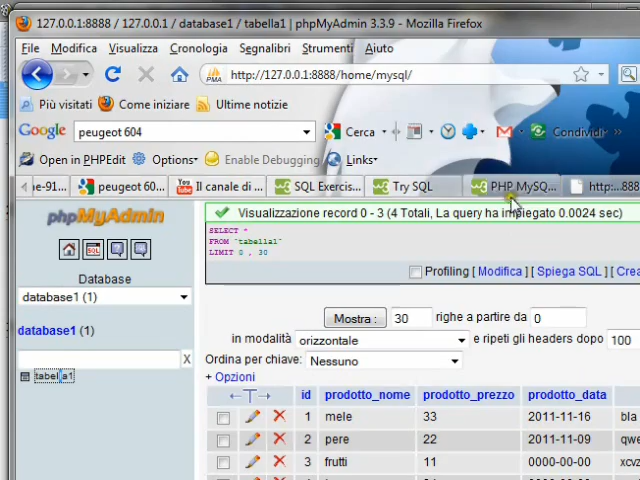 127.0.0.1:8888 / 127.0.0.1 / database1 / tabella1 | phpMyAdmin 3.3.9 - Mozilla Firefox
File Modifica Visualizza Cronologia Segnalibri Strumenti Aiuto
PMA http://127.0.0.1:8888/home/mysql/
Più visitati Come iniziare Ultime notizie
Google peugeot 604 Cerca Condividi »
Open in PHPEdit Options Enable Debugging Links
ne-91... peugeot 60... Il canale di ... SQL Exercis... Try SQL PHP MySQ... http:...888
phpMyAdmin
Visualizzazione record 0 - 3 (4 Totali, La query ha impiegato 0.0024 sec)
SELECT *
FROM `tabella1`
LIMIT 0 , 30
Profiling [ Modifica ] [ Spiega SQL ] [ Crea
Database
database1 (1)
database1 (1)
X
tabella1
Mostra : 30 righe a partire da 0
in modalità orizzontale e ripeti gli headers dopo 100
Ordina per chiave: Nessuno
+ Opzioni
←T→ id prodotto_nome prodotto_prezzo prodotto_data
1 mele 33 2011-11-16 bla
2 pere 22 2011-11-09 qwe
3 frutti 11 0000-00-00 xcvz